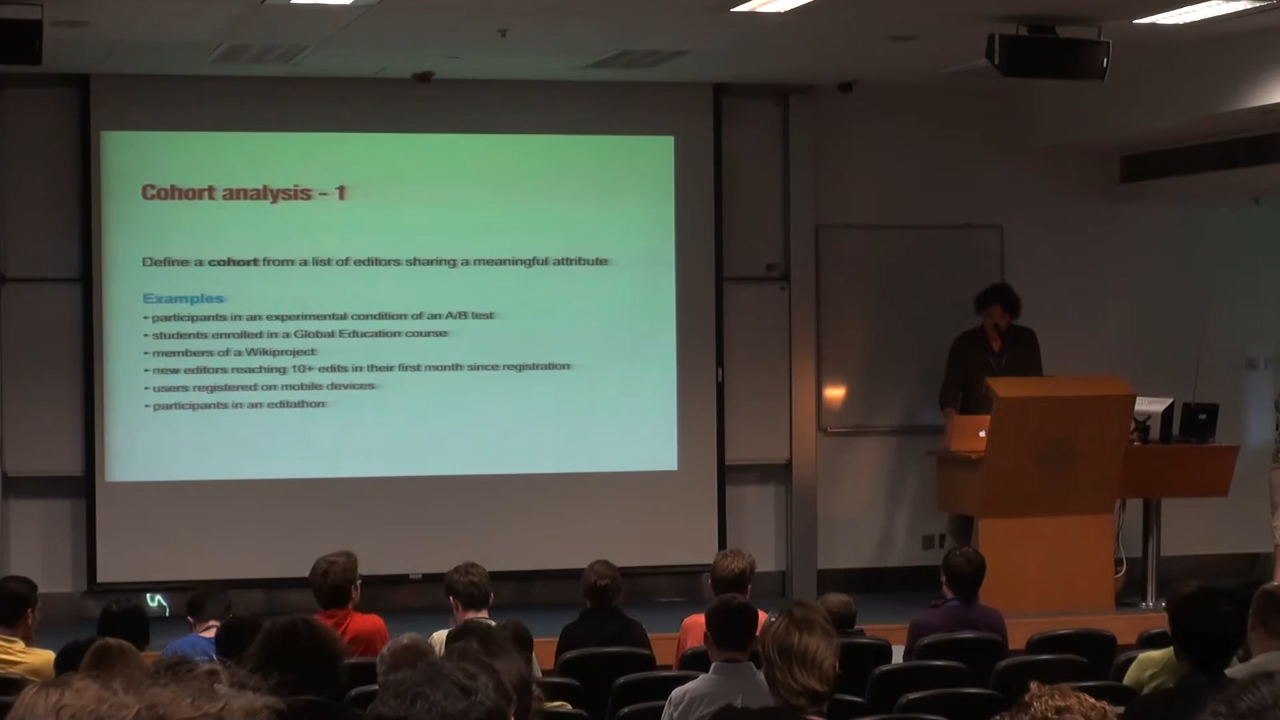 Cohort analysis - 1
Define a cohort from a list of editors sharing a meaningful attribute
Examples
- participants in an experimental condition of an A/B test
- students enrolled in a Global Education course
- members of a Wikiproject
- new editors reaching 10+ edits in their first month since registration
- users registered on mobile devices
- participants in an editathon